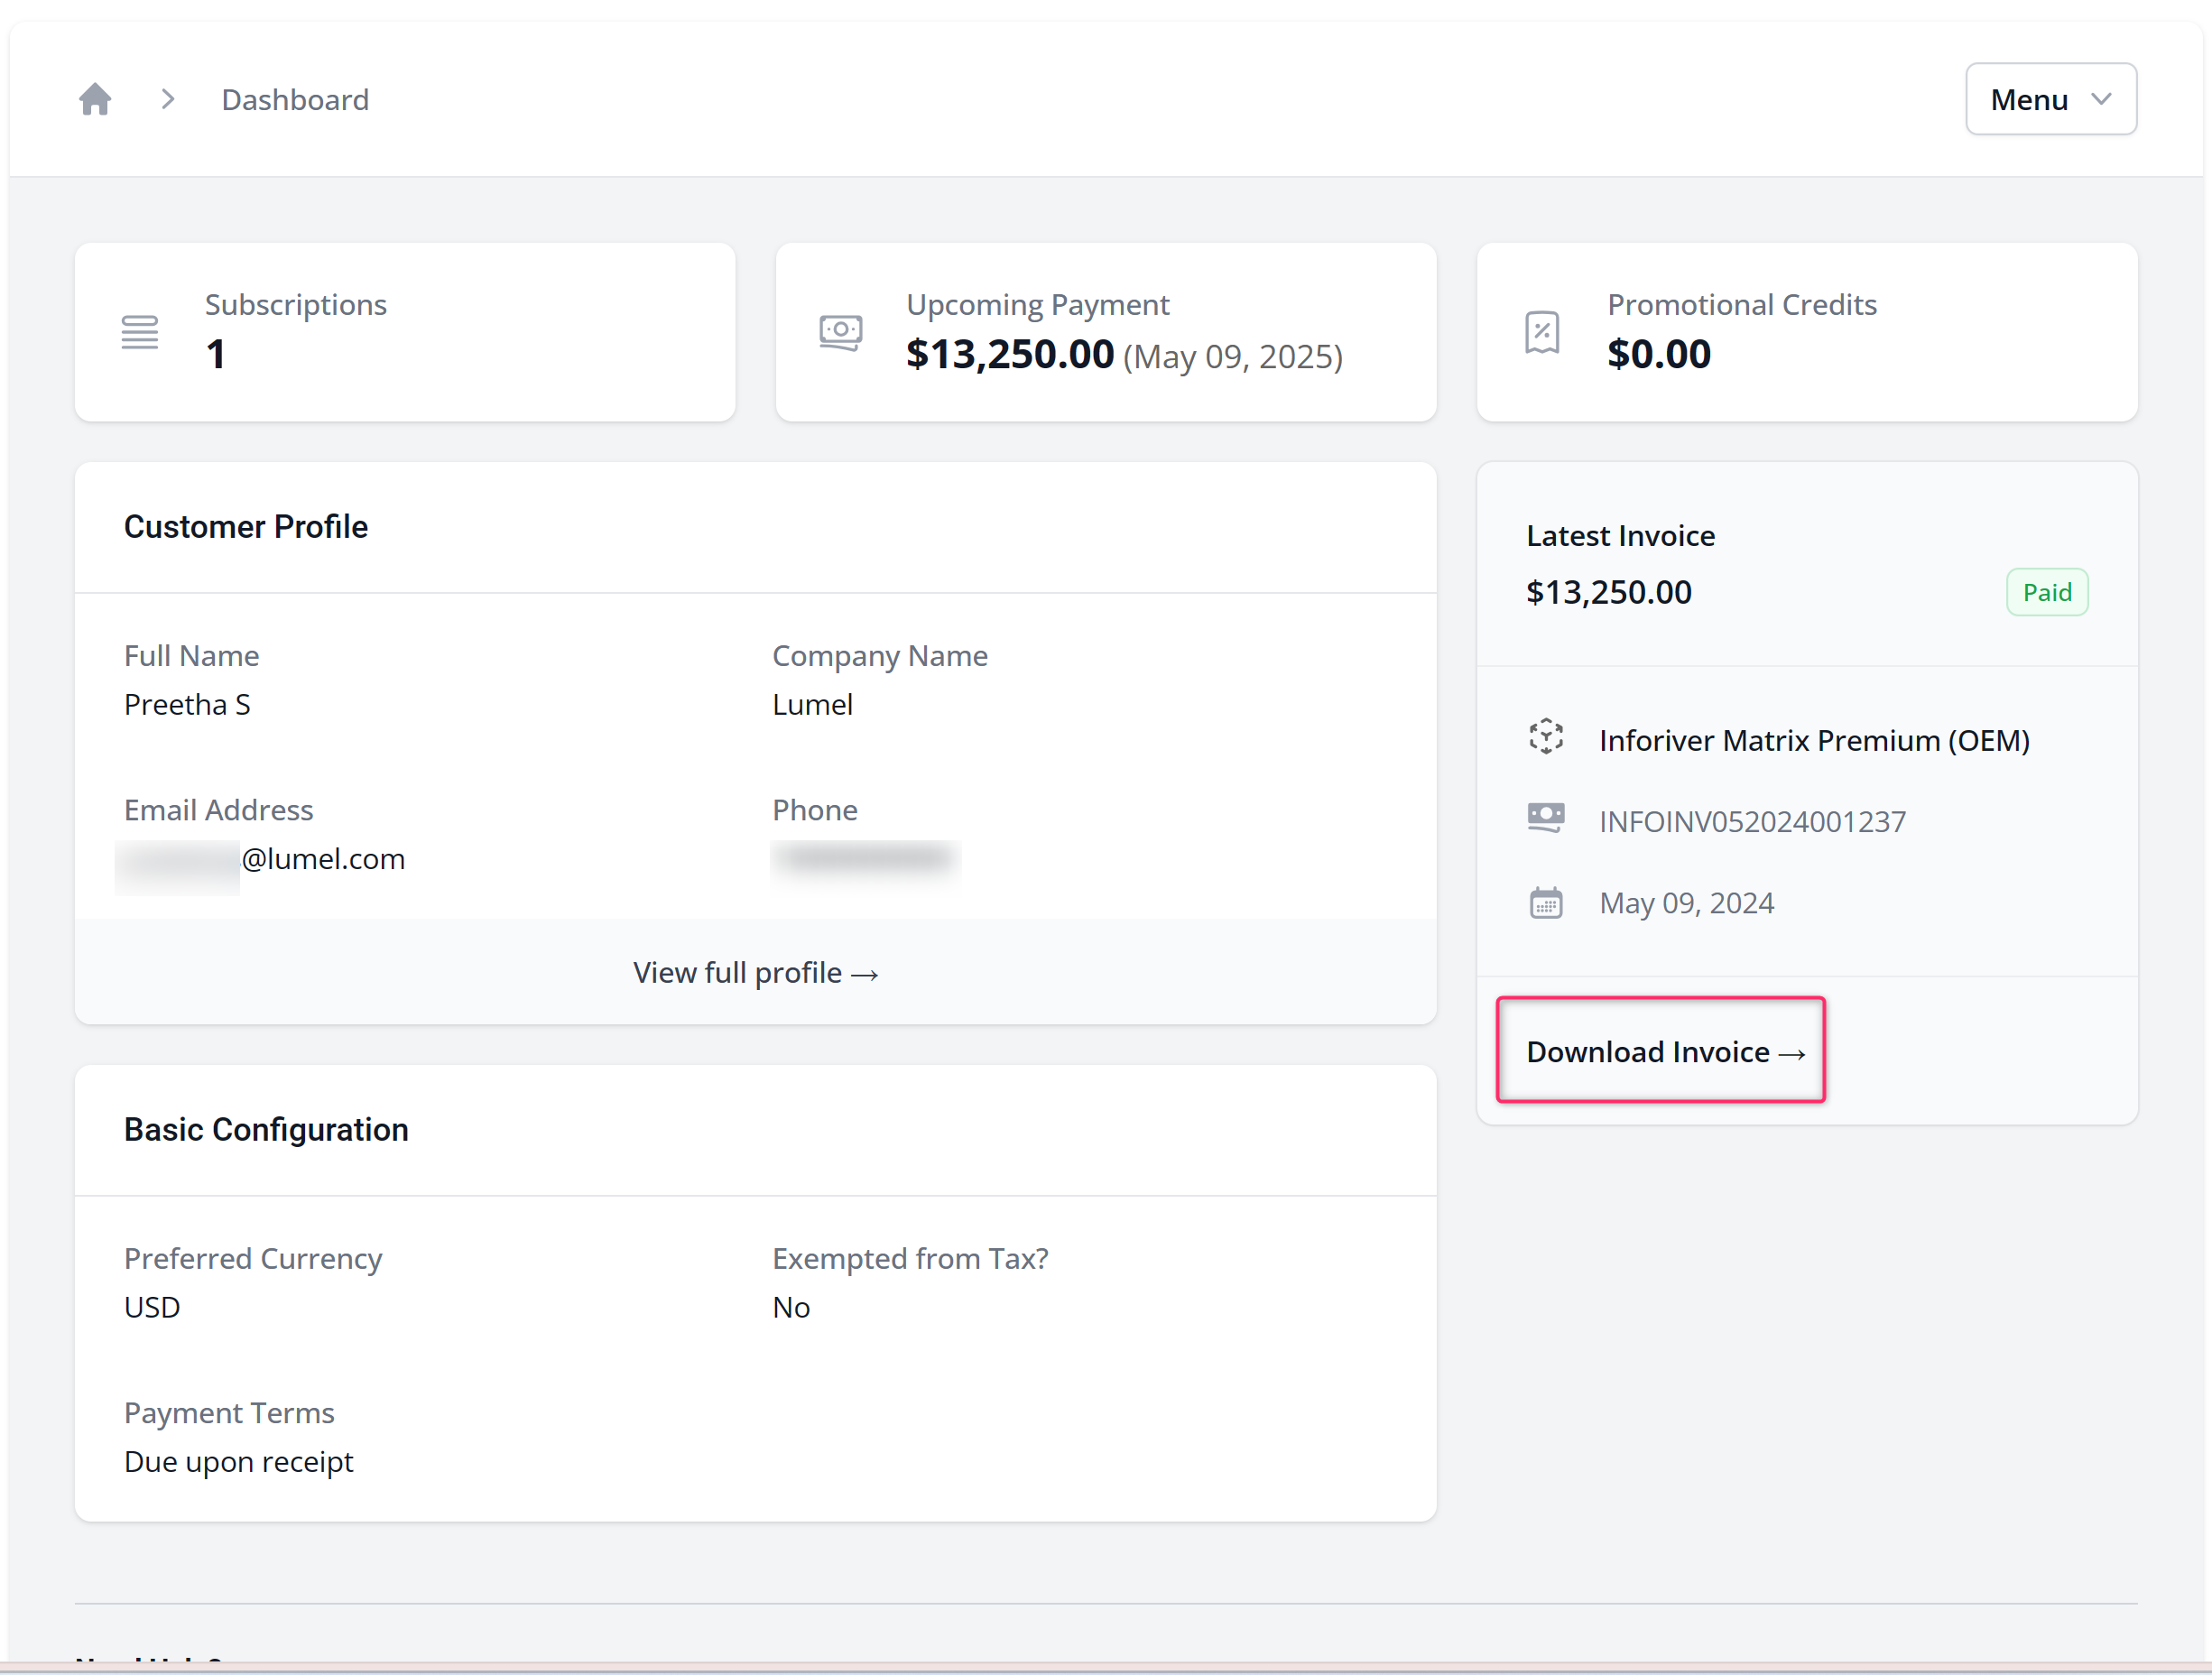 Dashboard
Menu
Subscriptions
1
Upcoming Payment
$13,250.00 (May 09, 2025)
Promotional Credits
$0.00
Customer Profile
Full Name
Preetha S
Company Name
Lumel
Email Address
@lumel.com
Phone
View full profile →
Latest Invoice
$13,250.00
Paid
Inforiver Matrix Premium (OEM)
INFOINV052024001237
May 09, 2024
Download Invoice →
Basic Configuration
Preferred Currency
USD
Exempted from Tax?
No
Payment Terms
Due upon receipt